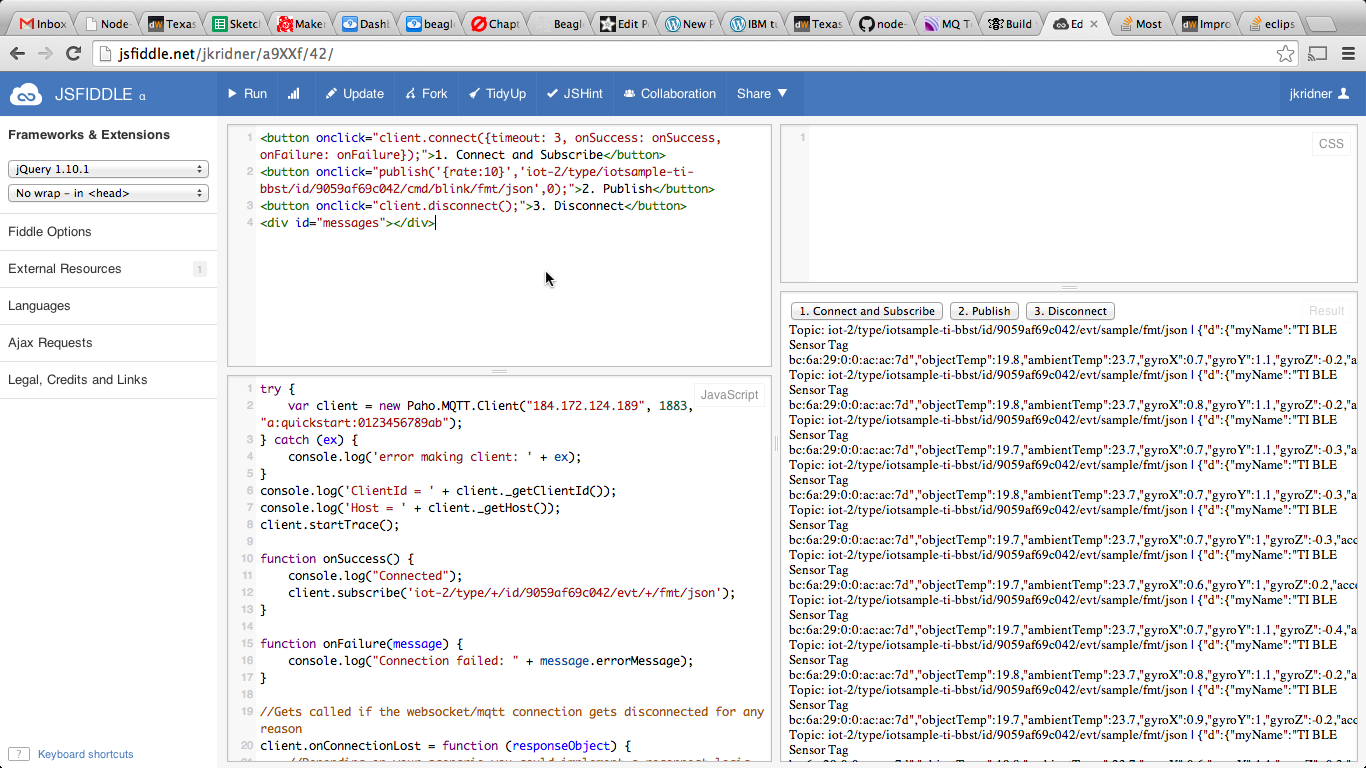 Inbox Node- Texas Sketch Maker Dash beagle Chapt Beagle Edit P New P IBM tu Texas node- MQ T Build Ed × Most Impro eclips
jsfiddle.net/jkridner/a9XXf/42/
JSFIDDLE α Run Update Fork TidyUp JSHint Collaboration Share ▼ jkridner
Frameworks & Extensions
jQuery 1.10.1
No wrap – in <head>
Fiddle Options
External Resources 1
Languages
Ajax Requests
Legal, Credits and Links
? Keyboard shortcuts
1 <button onclick="client.connect({timeout: 3, onSuccess: onSuccess,
onFailure: onFailure});">1. Connect and Subscribe</button>
2 <button onclick="publish('{rate:10}','iot-2/type/iotsample-ti-
bbst/id/9059af69c042/cmd/blink/fmt/json',0);">2. Publish</button>
3 <button onclick="client.disconnect();">3. Disconnect</button>
4 <div id="messages"></div>
1 CSS
JavaScript
1 try {
2 var client = new Paho.MQTT.Client("184.172.124.189", 1883,
"a:quickstart:0123456789ab");
3 } catch (ex) {
4 console.log('error making client: ' + ex);
5 }
6 console.log('ClientId = ' + client._getClientId());
7 console.log('Host = ' + client._getHost());
8 client.startTrace();
9
10 function onSuccess() {
11 console.log("Connected");
12 client.subscribe('iot-2/type/+/id/9059af69c042/evt/+/fmt/json');
13 }
14
15 function onFailure(message) {
16 console.log("Connection failed: " + message.errorMessage);
17 }
18
19 //Gets called if the websocket/mqtt connection gets disconnected for any
reason
20 client.onConnectionLost = function (responseObject) {
1. Connect and Subscribe 2. Publish 3. Disconnect Result
Topic: iot-2/type/iotsample-ti-bbst/id/9059af69c042/evt/sample/fmt/json | {"d":{"myName":"TI BLE
Sensor Tag
bc:6a:29:0:0:ac:ac:7d","objectTemp":19.8,"ambientTemp":23.7,"gyroX":0.7,"gyroY":1.1,"gyroZ":-0.2,"a
Topic: iot-2/type/iotsample-ti-bbst/id/9059af69c042/evt/sample/fmt/json | {"d":{"myName":"TI BLE
Sensor Tag
bc:6a:29:0:0:ac:ac:7d","objectTemp":19.8,"ambientTemp":23.7,"gyroX":0.8,"gyroY":1.1,"gyroZ":-0.2,"a
Topic: iot-2/type/iotsample-ti-bbst/id/9059af69c042/evt/sample/fmt/json | {"d":{"myName":"TI BLE
Sensor Tag
bc:6a:29:0:0:ac:ac:7d","objectTemp":19.7,"ambientTemp":23.7,"gyroX":0.8,"gyroY":1.1,"gyroZ":-0.3,"a
Topic: iot-2/type/iotsample-ti-bbst/id/9059af69c042/evt/sample/fmt/json | {"d":{"myName":"TI BLE
Sensor Tag
bc:6a:29:0:0:ac:ac:7d","objectTemp":19.8,"ambientTemp":23.7,"gyroX":0.7,"gyroY":1.1,"gyroZ":-0.3,"a
Topic: iot-2/type/iotsample-ti-bbst/id/9059af69c042/evt/sample/fmt/json | {"d":{"myName":"TI BLE
Sensor Tag
bc:6a:29:0:0:ac:ac:7d","objectTemp":19.7,"ambientTemp":23.7,"gyroX":0.7,"gyroY":1,"gyroZ":-0.3,"acc
Topic: iot-2/type/iotsample-ti-bbst/id/9059af69c042/evt/sample/fmt/json | {"d":{"myName":"TI BLE
Sensor Tag
bc:6a:29:0:0:ac:ac:7d","objectTemp":19.7,"ambientTemp":23.7,"gyroX":0.6,"gyroY":1,"gyroZ":0.2,"acce
Topic: iot-2/type/iotsample-ti-bbst/id/9059af69c042/evt/sample/fmt/json | {"d":{"myName":"TI BLE
Sensor Tag
bc:6a:29:0:0:ac:ac:7d","objectTemp":19.7,"ambientTemp":23.7,"gyroX":0.7,"gyroY":1.1,"gyroZ":-0.4,"a
Topic: iot-2/type/iotsample-ti-bbst/id/9059af69c042/evt/sample/fmt/json | {"d":{"myName":"TI BLE
Sensor Tag
bc:6a:29:0:0:ac:ac:7d","objectTemp":19.7,"ambientTemp":23.7,"gyroX":0.8,"gyroY":1.1,"gyroZ":-0.2,"a
Topic: iot-2/type/iotsample-ti-bbst/id/9059af69c042/evt/sample/fmt/json | {"d":{"myName":"TI BLE
Sensor Tag
bc:6a:29:0:0:ac:ac:7d","objectTemp":19.7,"ambientTemp":23.7,"gyroX":0.9,"gyroY":1,"gyroZ":-0.2,"acc
Topic: iot-2/type/iotsample-ti-bbst/id/9059af69c042/evt/sample/fmt/json | {"d":{"myName":"TI BLE
Sensor Tag